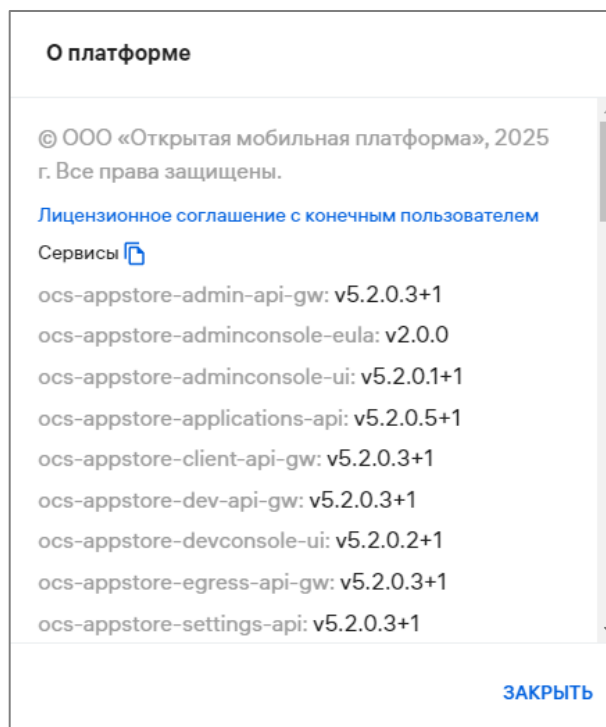 О платформе
© ООО «Открытая мобильная платформа», 2025
г. Все права защищены.
Лицензионное соглашение с конечным пользователем
Сервисы
ocs-appstore-admin-api-gw: v5.2.0.3+1
ocs-appstore-adminconsole-eula: v2.0.0
ocs-appstore-adminconsole-ui: v5.2.0.1+1
ocs-appstore-applications-api: v5.2.0.5+1
ocs-appstore-client-api-gw: v5.2.0.3+1
ocs-appstore-dev-api-gw: v5.2.0.3+1
ocs-appstore-devconsole-ui: v5.2.0.2+1
ocs-appstore-egress-api-gw: v5.2.0.3+1
ocs-appstore-settings-api: v5.2.0.3+1
ЗАКРЫТЬ